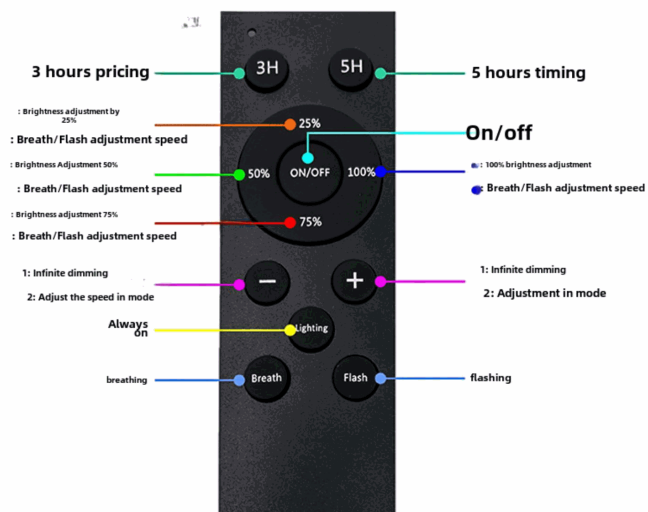 3H
5H
3 hours pricing
5 hours timing
: Brightness adjustment by
25%
: Breath/Flash adjustment speed
25%
On/off
: Brightness Adjustment 50%
: Breath/Flash adjustment speed
50%
ON/OFF
100%
: 100% brightness adjustment
: Breath/Flash adjustment speed
: Brightness adjustment 75%
: Breath/Flash adjustment speed
75%
1: Infinite dimming
2: Adjust the speed in mode
−
+
1: Infinite dimming
2: Adjustment in mode
Always
on
Lighting
breathing
Breath
Flash
flashing